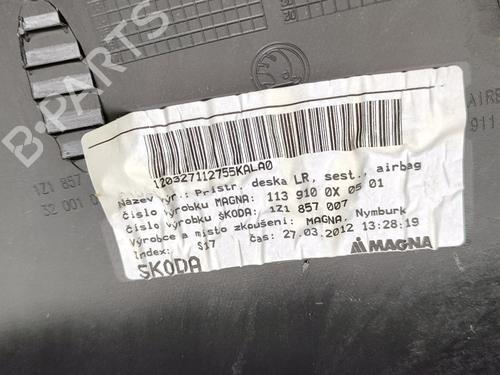 B-PARTS
AIRB
911
1Z1 857
32 001 0
120327112755KALA0
Název výr.: Přístr. deska LR, sest., airbag
číslo výrobku MAGNA: 113 910 0X 05 01
číslo výrobku ŠKODA: 1Z1 857 007
Výrobce a místo zkoušení: MAGNA, Nymburk
Index: S17 čas: 27.03.2012 13:28:19
ŠKODA MAGNA